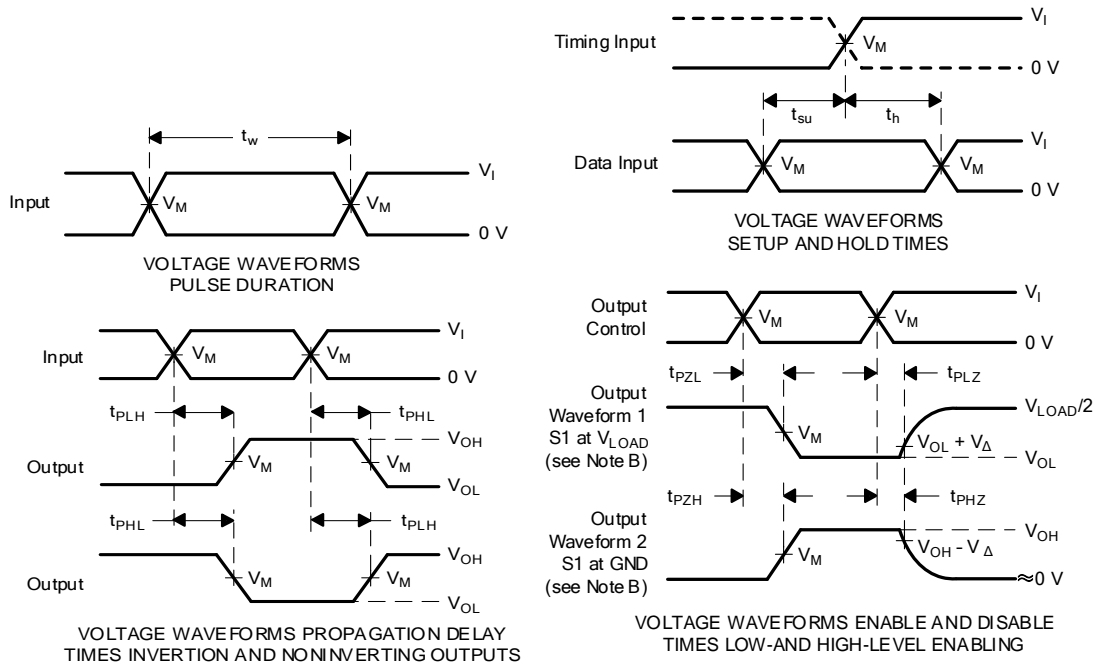 t_w
V_I
Input
V_M
V_M
0 V
VOLTAGE WAVEFORMS
PULSE DURATION
Timing Input
V_I
V_M
0 V
t_su
t_h
Data Input
V_I
V_M
V_M
0 V
VOLTAGE WAVEFORMS
SETUP AND HOLD TIMES
Input
V_I
V_M
V_M
0 V
t_PLH
t_PHL
Output
V_OH
V_M
V_M
V_OL
t_PHL
t_PLH
Output
V_OH
V_M
V_M
V_OL
VOLTAGE WAVEFORMS PROPAGATION DELAY
TIMES INVERTION AND NONINVERTING OUTPUTS
Output
Control
V_I
V_M
V_M
0 V
t_PZL
t_PLZ
Output
Waveform 1
S1 at V_LOAD
(see Note B)
V_LOAD/2
V_M
V_OL + V_Δ
V_OL
t_PZH
t_PHZ
Output
Waveform 2
S1 at GND
(see Note B)
V_OH
V_M
V_OH - V_Δ
≈0 V
VOLTAGE WAVEFORMS ENABLE AND DISABLE
TIMES LOW-AND HIGH-LEVEL ENABLING